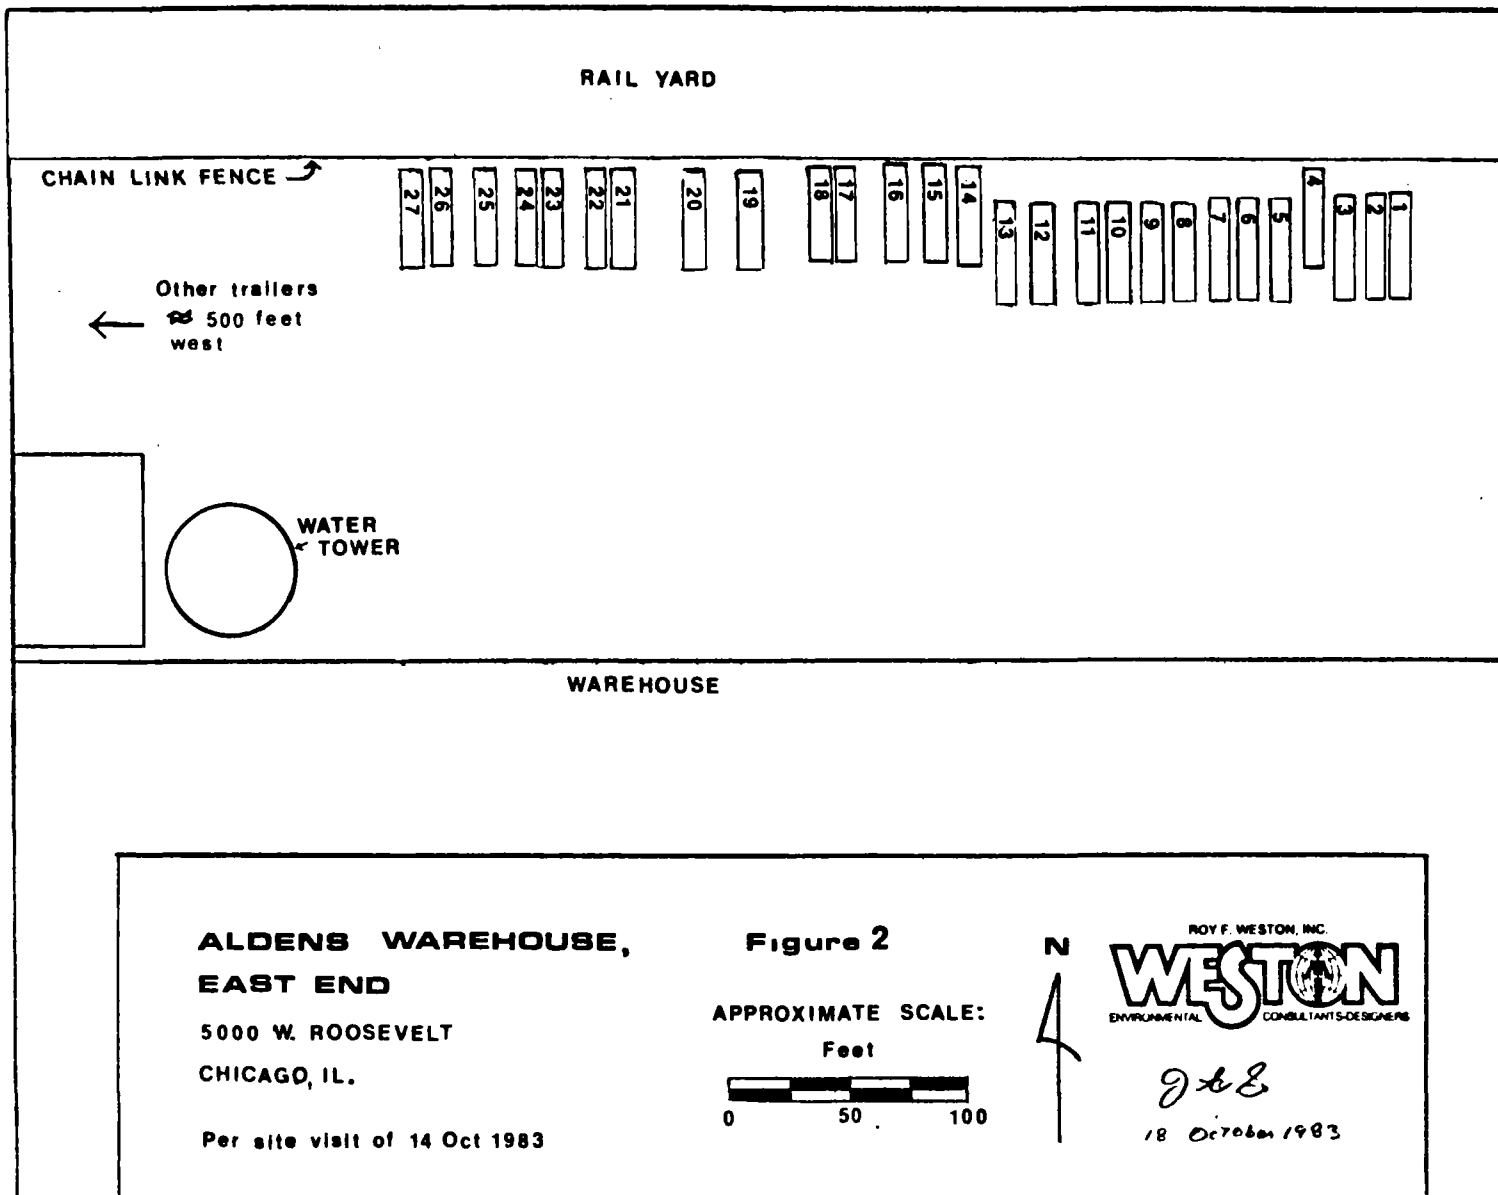 RAIL YARD
CHAIN LINK FENCE
27 26 25 24 23 22 21 20 19 18 17 16 15 14 13 12 11 10 9 8 7 6 5 4 3 2 1
Other trailers
≈ 500 feet
west
WATER
TOWER
WAREHOUSE
ALDENS WAREHOUSE,
EAST END
5000 W. ROOSEVELT
CHICAGO, IL.
Per site visit of 14 Oct 1983
Figure 2
APPROXIMATE SCALE:
Feet
0 50 100
N
ROY F. WESTON, INC.
WESTON
ENVIRONMENTAL CONSULTANTS-DESIGNERS
18 October 1983